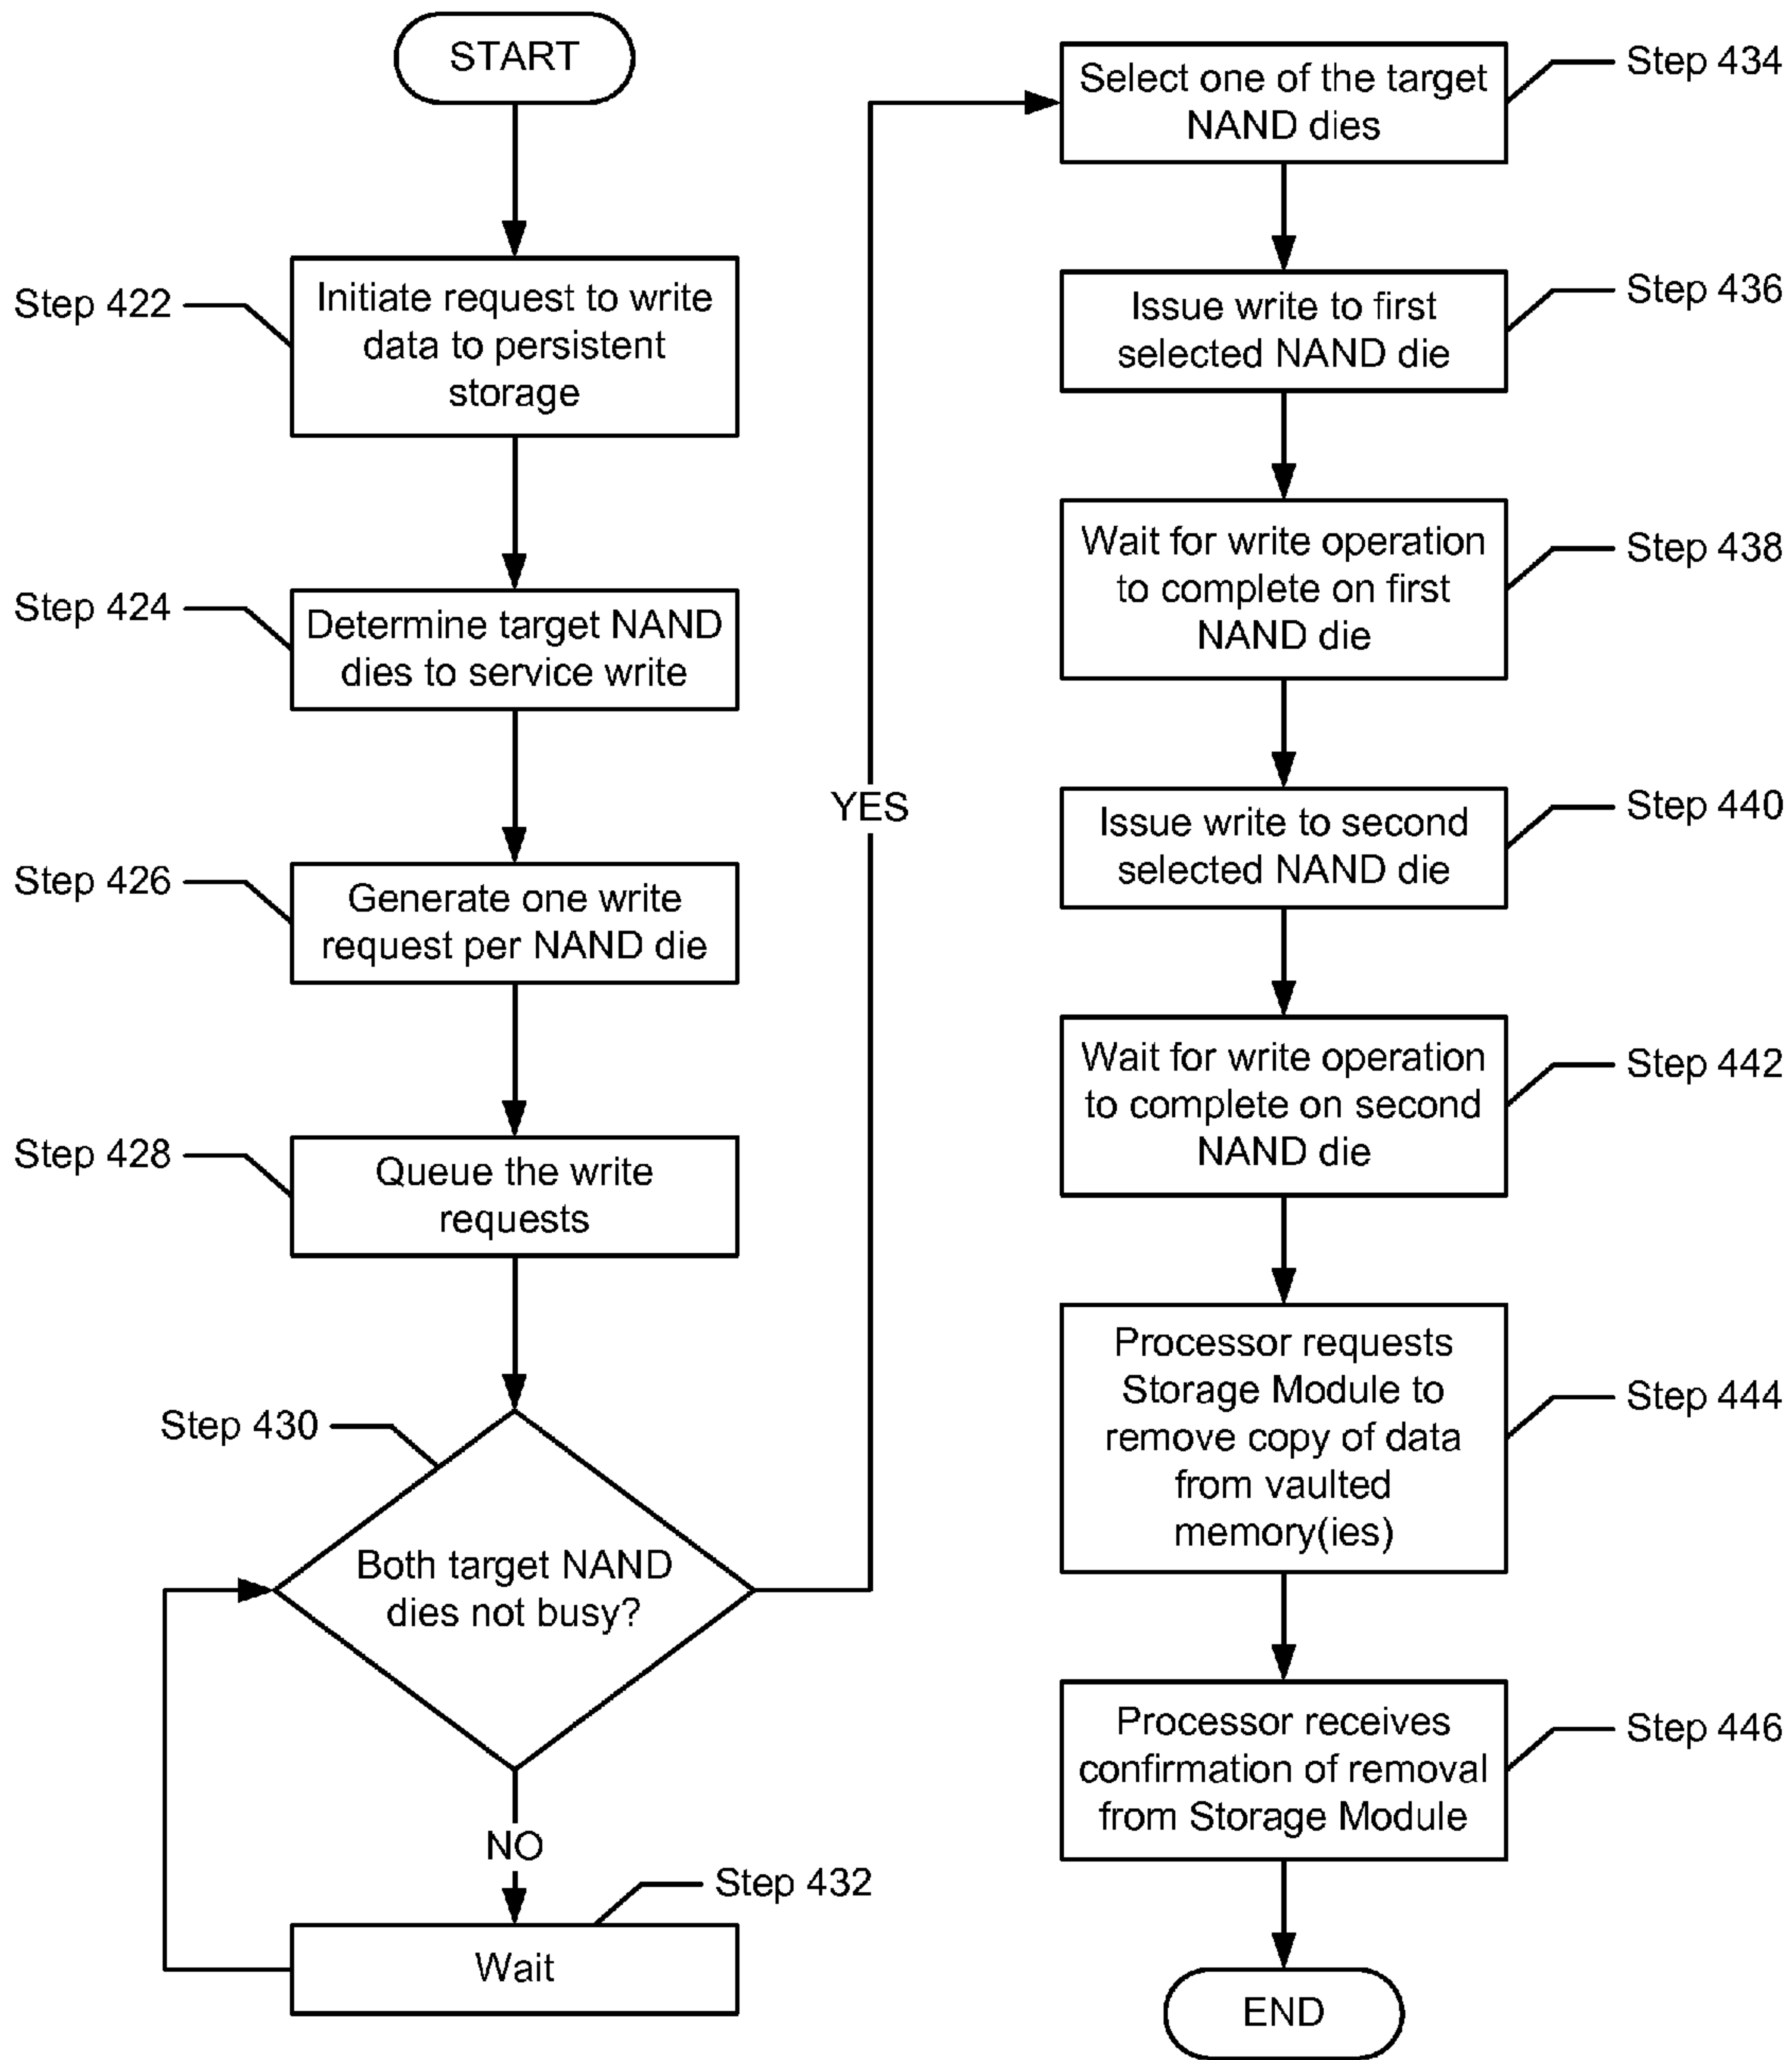 START
Step 422
Initiate request to write
data to persistent
storage
Step 424
Determine target NAND
dies to service write
Step 426
Generate one write
request per NAND die
Step 428
Queue the write
requests
Step 430
Both target NAND
dies not busy?
YES
NO
Step 432
Wait
Select one of the target
NAND dies
Step 434
Issue write to first
selected NAND die
Step 436
Wait for write operation
to complete on first
NAND die
Step 438
Issue write to second
selected NAND die
Step 440
Wait for write operation
to complete on second
NAND die
Step 442
Processor requests
Storage Module to
remove copy of data
from vaulted
memory(ies)
Step 444
Processor receives
confirmation of removal
from Storage Module
Step 446
END